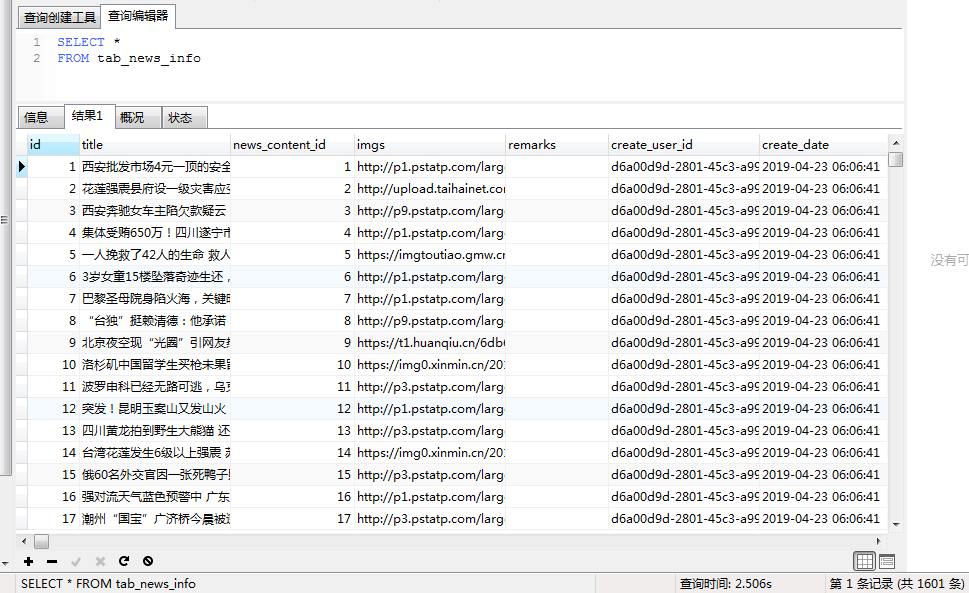 查询创建工具 查询编辑器
1 SELECT *
2 FROM tab_news_info
信息 结果1 概况 状态
id title news_content_id imgs remarks create_user_id create_date
1 西安批发市场4元一顶的安全 1 http://p1.pstatp.com/larg d6a00d9d-2801-45c3-a99 2019-04-23 06:06:41
2 花莲强震县府设一级灾害应变 2 http://upload.taihainet.com d6a00d9d-2801-45c3-a99 2019-04-23 06:06:41
3 西安奔驰女车主陷欠款疑云 3 http://p9.pstatp.com/larg d6a00d9d-2801-45c3-a99 2019-04-23 06:06:41
4 集体受贿650万！四川遂宁市 4 http://p1.pstatp.com/larg d6a00d9d-2801-45c3-a99 2019-04-23 06:06:41
5 一人挽救了42人的生命 救人 5 https://imgtoutiao.gmw.cn d6a00d9d-2801-45c3-a99 2019-04-23 06:06:41
6 3岁女童15楼坠落奇迹生还， 6 http://p1.pstatp.com/larg d6a00d9d-2801-45c3-a99 2019-04-23 06:06:41
7 巴黎圣母院身陷火海，关键时 7 http://p1.pstatp.com/larg d6a00d9d-2801-45c3-a99 2019-04-23 06:06:41
8 “台独”挺赖清德：他承诺 8 http://p9.pstatp.com/larg d6a00d9d-2801-45c3-a99 2019-04-23 06:06:41
9 北京夜空现“光圈”引网友热 9 https://t1.huanqiu.cn/6db6 d6a00d9d-2801-45c3-a99 2019-04-23 06:06:41
10 洛杉矶中国留学生买枪未果 10 https://img0.xinmin.cn/20 d6a00d9d-2801-45c3-a99 2019-04-23 06:06:41
11 波罗申科已经无路可逃，乌克 11 http://p3.pstatp.com/larg d6a00d9d-2801-45c3-a99 2019-04-23 06:06:41
12 突发！昆明玉案山又发山火 12 http://p1.pstatp.com/larg d6a00d9d-2801-45c3-a99 2019-04-23 06:06:41
13 四川黄龙拍到野生大熊猫 还 13 http://p3.pstatp.com/larg d6a00d9d-2801-45c3-a99 2019-04-23 06:06:41
14 台湾花莲发生6级以上强震 14 https://img0.xinmin.cn/20 d6a00d9d-2801-45c3-a99 2019-04-23 06:06:41
15 俄60名外交官因一张死鸭子 15 http://p3.pstatp.com/larg d6a00d9d-2801-45c3-a99 2019-04-23 06:06:41
16 强对流天气蓝色预警中 广东 16 http://p1.pstatp.com/larg d6a00d9d-2801-45c3-a99 2019-04-23 06:06:41
17 潮州“国宝”广济桥今晨被 17 http://p3.pstatp.com/larg d6a00d9d-2801-45c3-a99 2019-04-23 06:06:41
没有可
SELECT * FROM tab_news_info 查询时间: 2.506s 第 1 条记录 (共 1601 条)